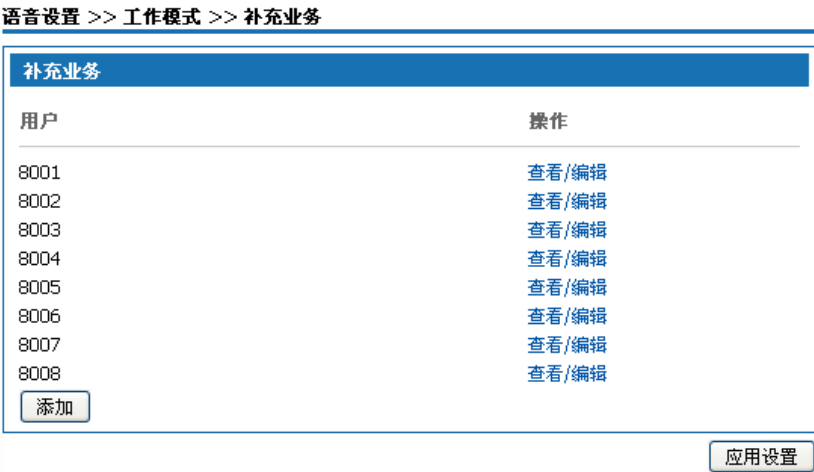 语音设置 >> 工作模式 >> 补充业务
补充业务
用户 操作
8001 查看/编辑
8002 查看/编辑
8003 查看/编辑
8004 查看/编辑
8005 查看/编辑
8006 查看/编辑
8007 查看/编辑
8008 查看/编辑
添加
应用设置